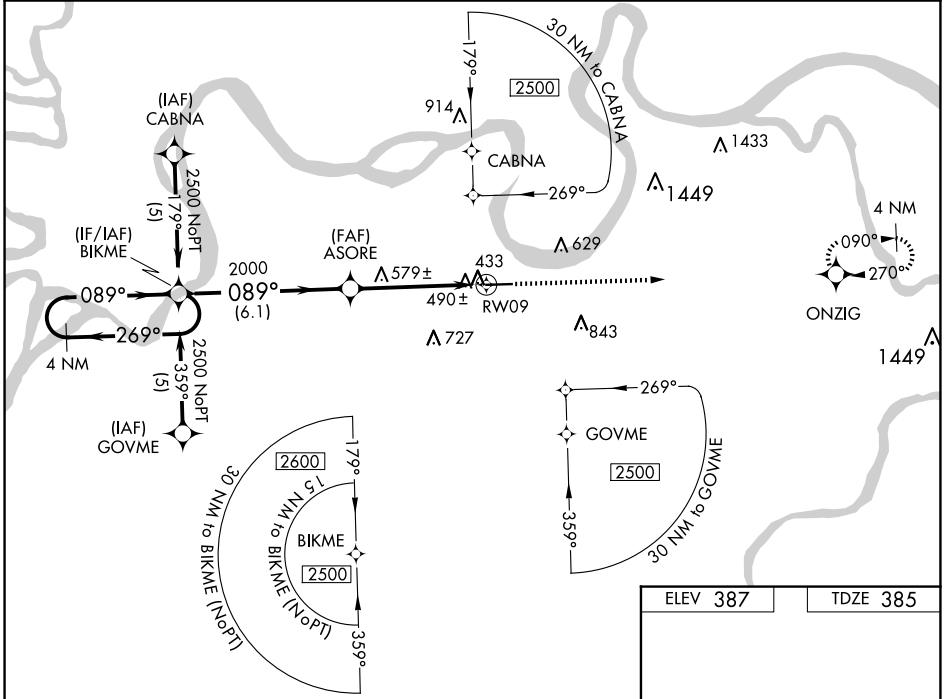 30 NM to CABNA
179°
2500
914
CABNA
269°
1433
1449
(IAF)
CABNA
2500 NoPT
179°
(5)
(IF/IAF)
BIKME
089°
269°
4 NM
2000
089°
(6.1)
(FAF)
ASORE
579±
433
490±
RW09
629
727
843
4 NM
090°
270°
ONZIG
1449
2500 NoPT
359°
(5)
(IAF)
GOVME
269°
GOVME
2500
359°
30 NM to GOVME
2600
179°
30 NM to BIKME (NoPT)
15 NM to BIKME (NoPT)
BIKME
2500
359°
ELEV 387
TDZE 385